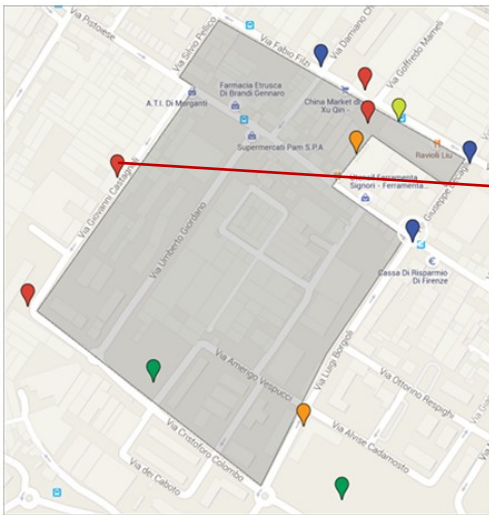 Via Pistoiese
Via Silvio Pellico
Via Fabio Filzi
Via Damiano Ch
Via Goffredo Mameli
Farmacia Etrusca
Di Brandi Gennaro
A.T.I. Di Morganti
China Market di
Xu Qin -
Supermercati Pam S.P.A
Ravioli Liu
Signori - Ferramenta...
Via Giovanni Castagnoli
Via Umberto Giordano
Giuseppe
Cassa Di Risparmio
Di Firenze
Via Luigi Borgioli
Via Amerigo Vespucci
Via Ottorino Respighi
Via Cristoforo Colombo
Via Alvise Cadamosto
Via dei Caboto